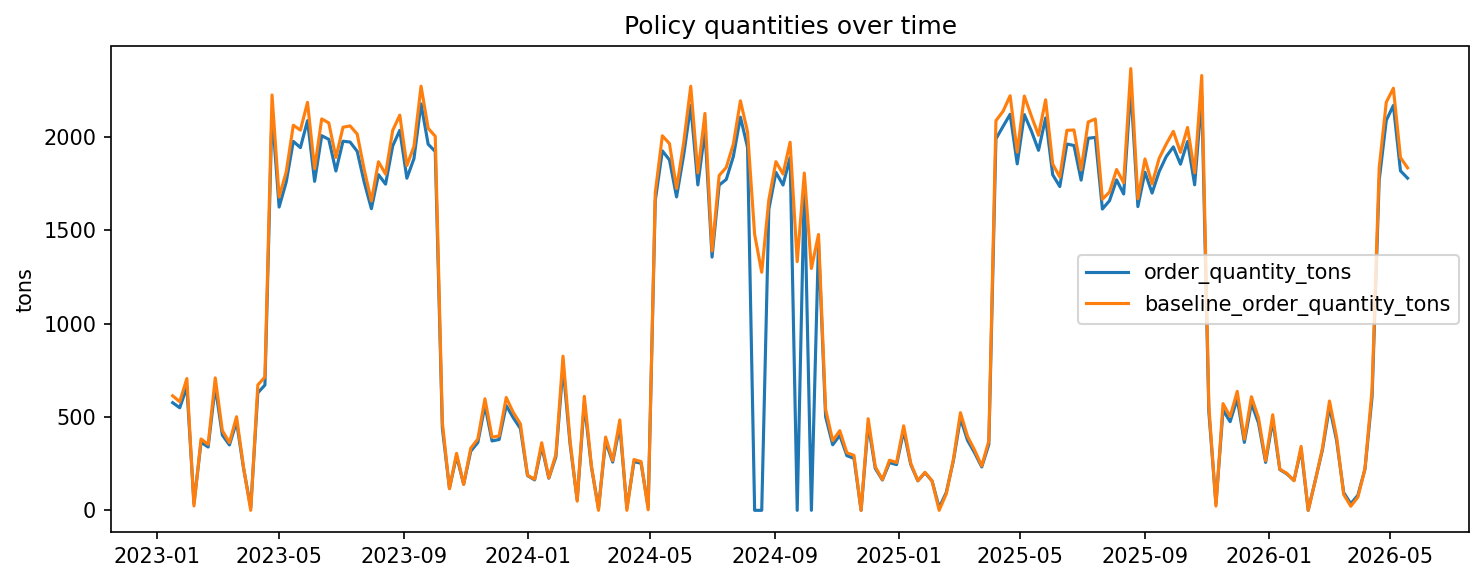 Policy quantities over time
tons
2000
1500
1000
500
0
order_quantity_tons
baseline_order_quantity_tons
2023-01 2023-05 2023-09 2024-01 2024-05 2024-09 2025-01 2025-05 2025-09 2026-01 2026-05